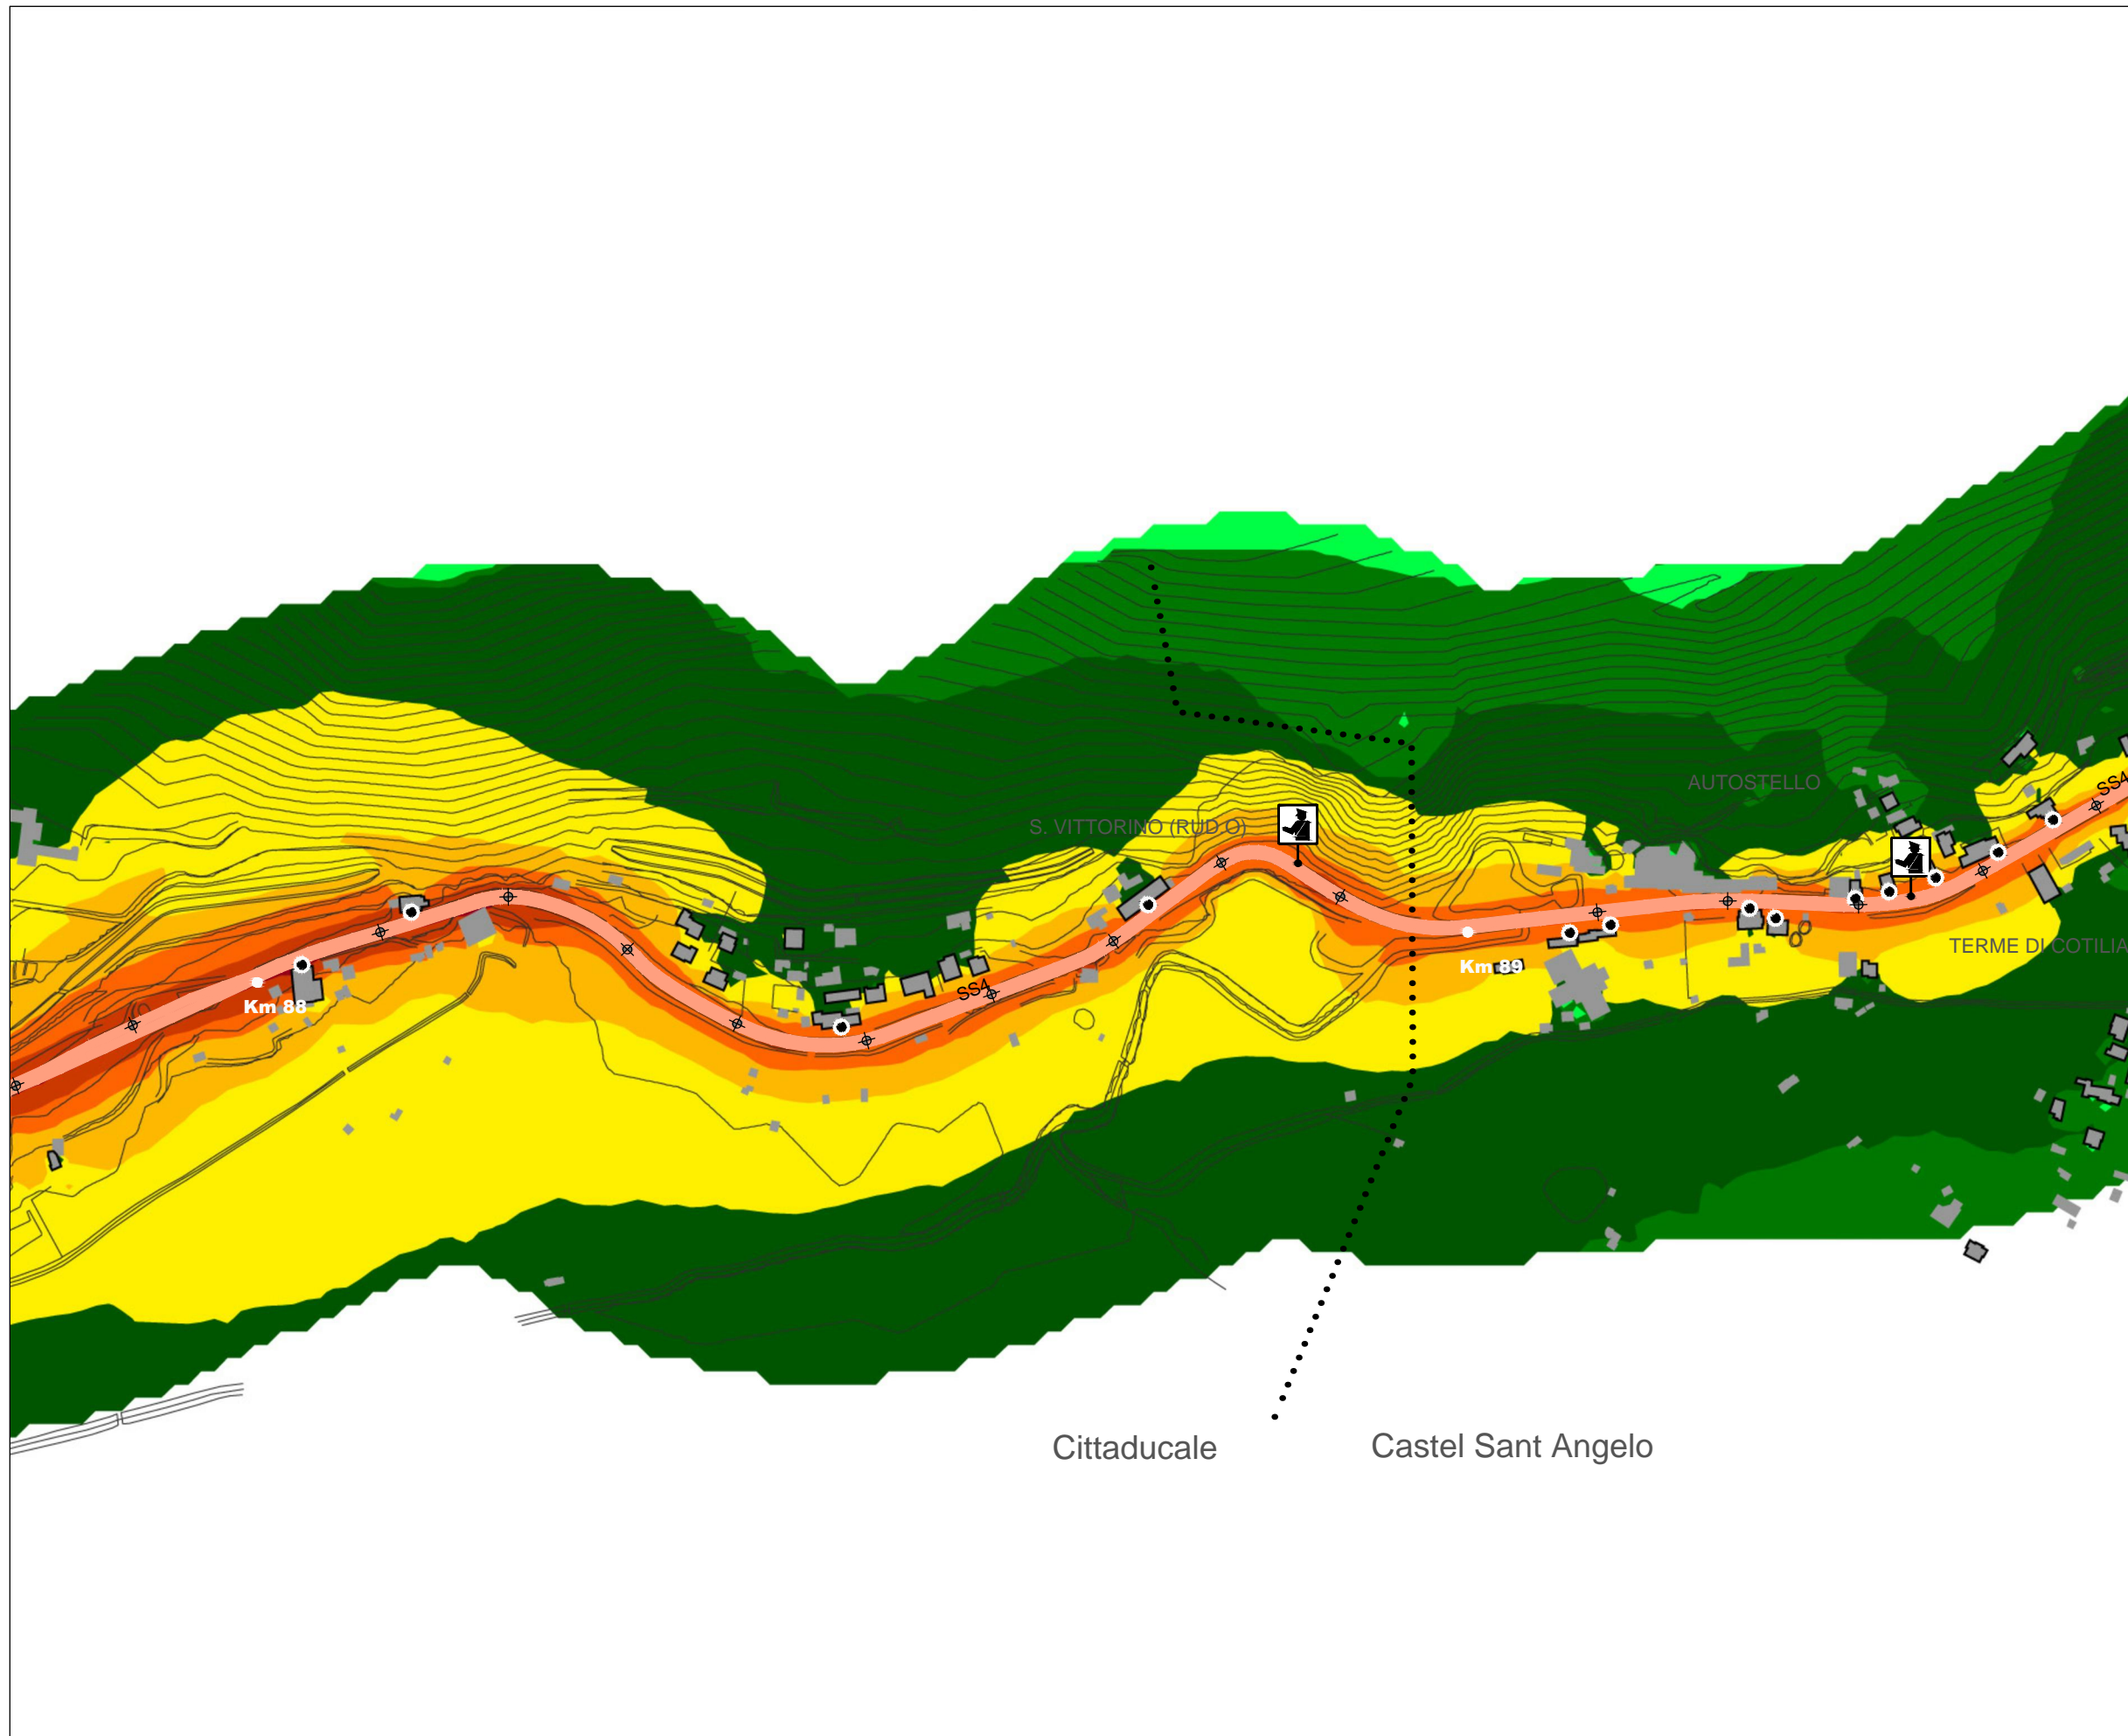 AUTOSTELLO
SS4
S. VITTORINO (RUD.O)
TERME DI COTILIA
Km 89
SS4
Km 88
Cittaducale
Castel Sant Angelo